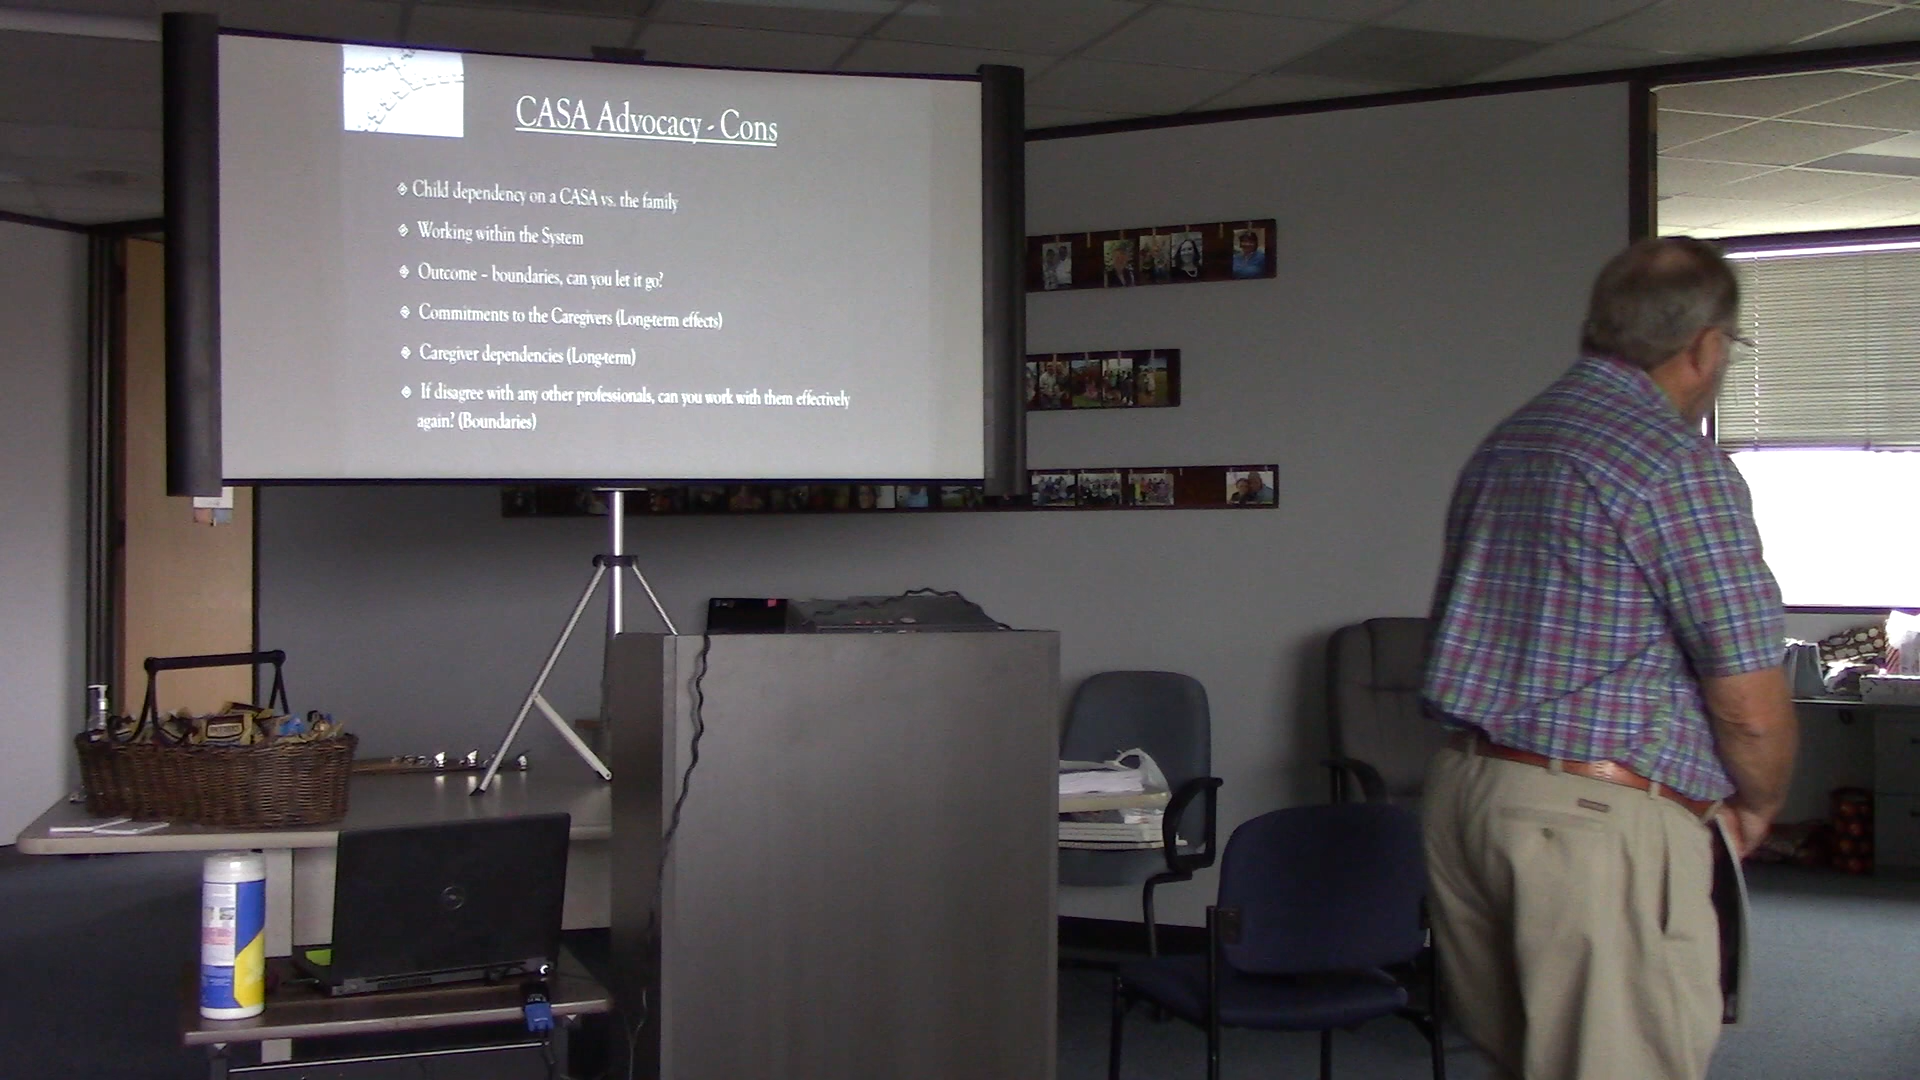 CASA Advocacy - Cons
Child dependency on a CASA vs. the family
Working within the System
Outcome – boundaries, can you let it go?
Commitments to the Caregivers (Long-term effects)
Caregiver dependencies (Long-term)
If disagree with any other professionals, can you work with them effectively
again? (Boundaries)